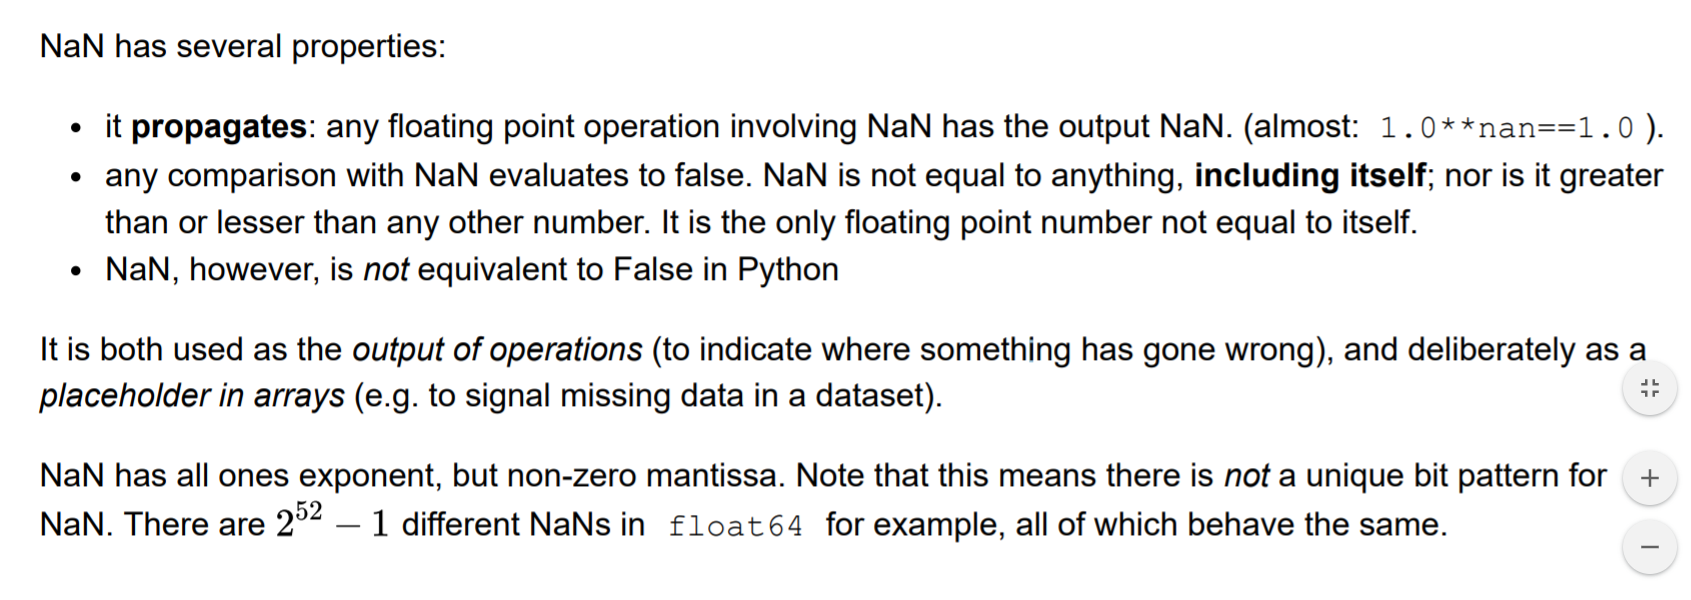 NaN has several properties:
• it propagates: any floating point operation involving NaN has the output NaN. (almost: 1.0**nan==1.0 ).
• any comparison with NaN evaluates to false. NaN is not equal to anything, including itself; nor is it greater
than or lesser than any other number. It is the only floating point number not equal to itself.
• NaN, however, is not equivalent to False in Python
It is both used as the output of operations (to indicate where something has gone wrong), and deliberately as a
placeholder in arrays (e.g. to signal missing data in a dataset).
NaN has all ones exponent, but non-zero mantissa. Note that this means there is not a unique bit pattern for
NaN. There are 2^52 − 1 different NaNs in float64 for example, all of which behave the same.